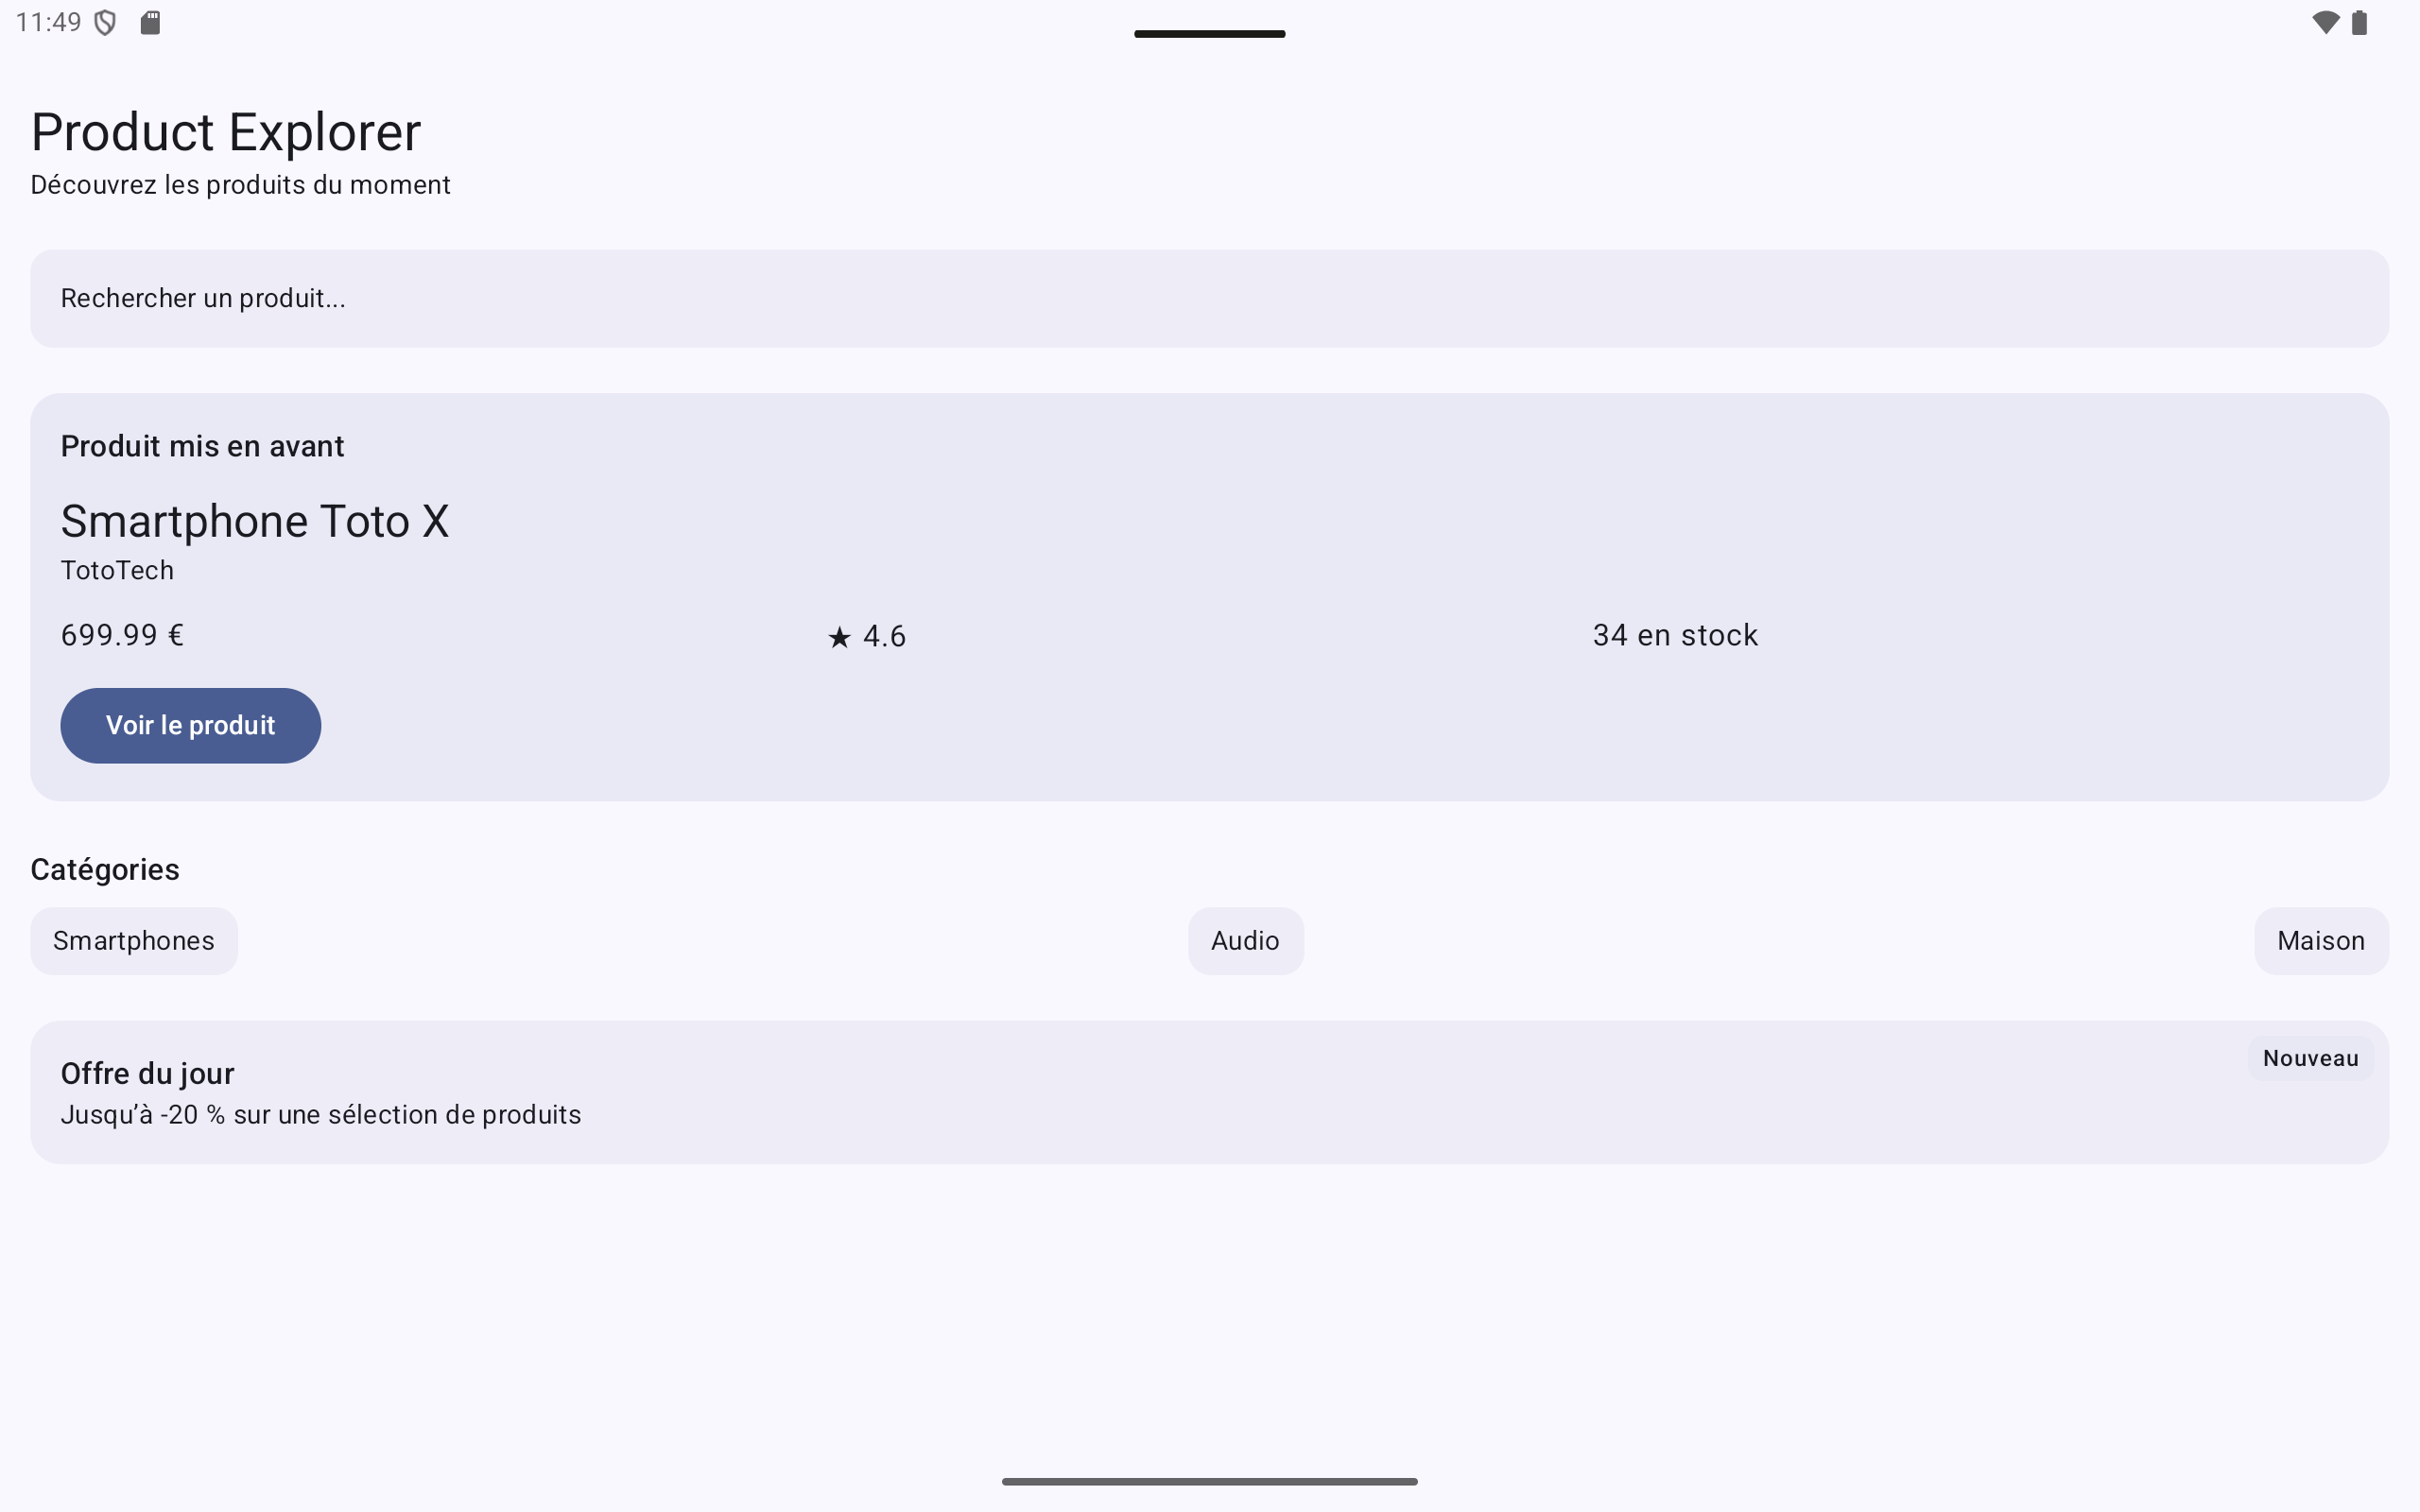 11:49
Product Explorer
Découvrez les produits du moment
Rechercher un produit...
Produit mis en avant
Smartphone Toto X
TotoTech
699.99 € ★ 4.6 34 en stock
Voir le produit
Catégories
Smartphones Audio Maison
Offre du jour Nouveau
Jusqu’à -20 % sur une sélection de produits